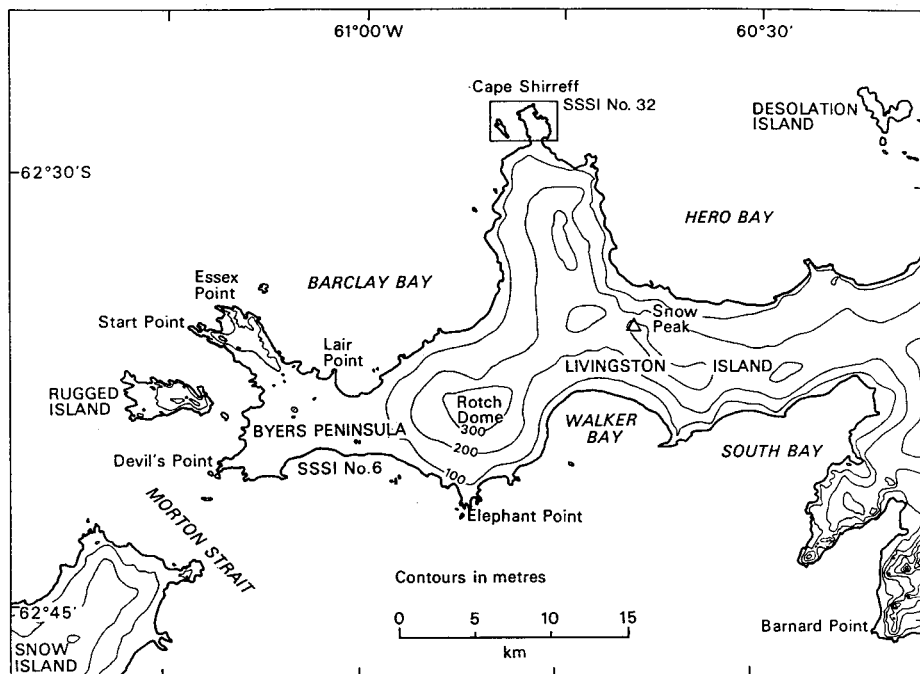 61°00'W
60°30'
Cape Shirreff
SSSI No. 32
DESOLATION
ISLAND
62°30'S
HERO BAY
Essex
Point
BARCLAY BAY
Start Point
Snow
Peak
Lair
Point
LIVINGSTON ISLAND
RUGGED
ISLAND
Rotch
Dome
300
BYERS PENINSULA
WALKER
BAY
200
SOUTH BAY
Devil's Point
SSSI No.6
100
MORTON STRAIT
Elephant Point
Contours in metres
62°45'
0 5 10 15
km
Barnard Point
SNOW
ISLAND